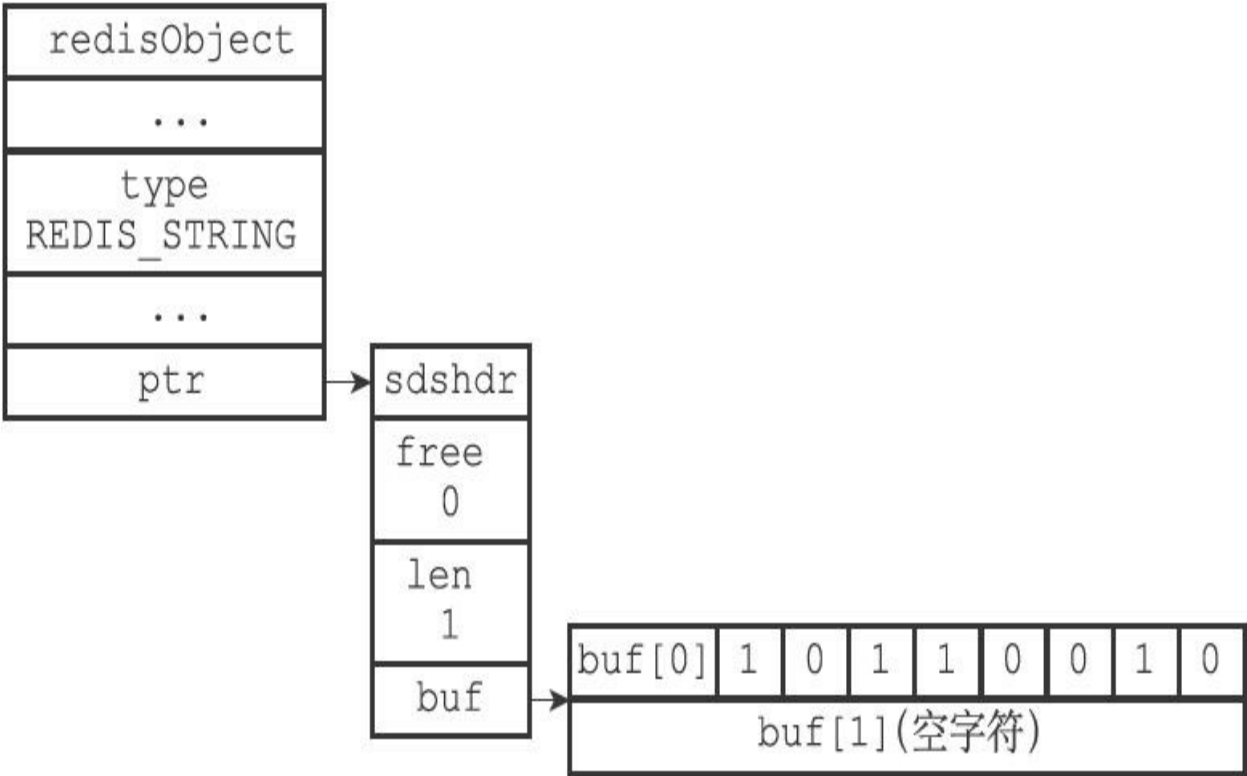 redisObject
...
type
REDIS_STRING
...
ptr
sdshdr
free
0
len
1
buf
buf[0] 1 0 1 1 0 0 1 0
buf[1](空字符)